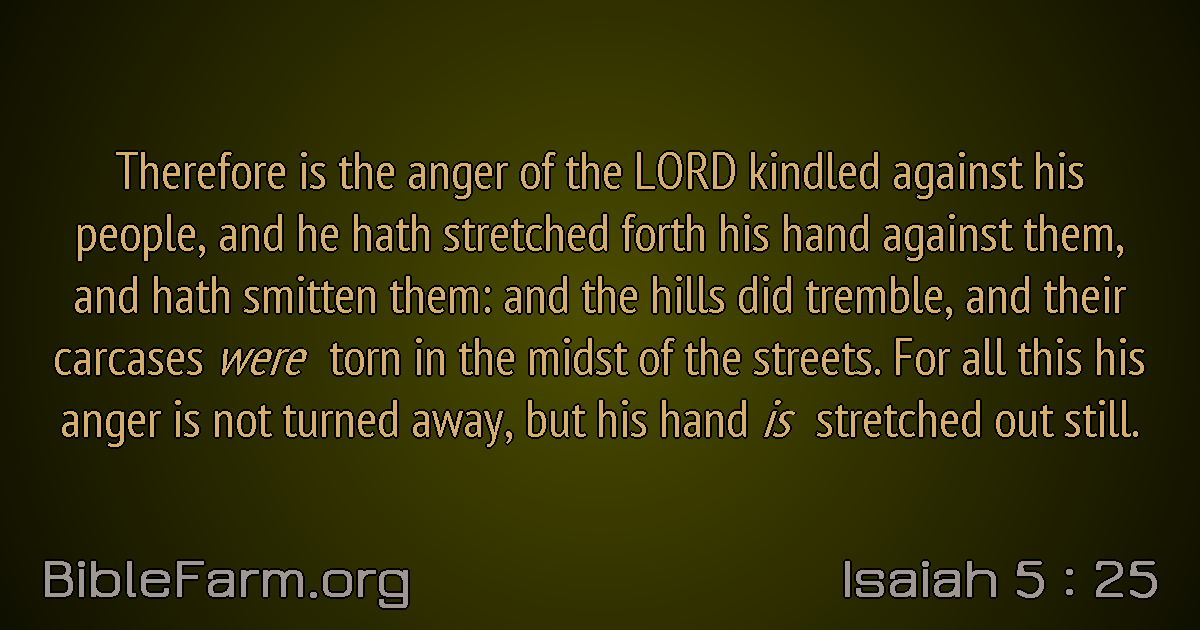 Therefore is the anger of the LORD kindled against his
people, and he hath stretched forth his hand against them,
and hath smitten them: and the hills did tremble, and their
carcases were torn in the midst of the streets. For all this his
anger is not turned away, but his hand is stretched out still.
BibleFarm.org
Isaiah 5 : 25